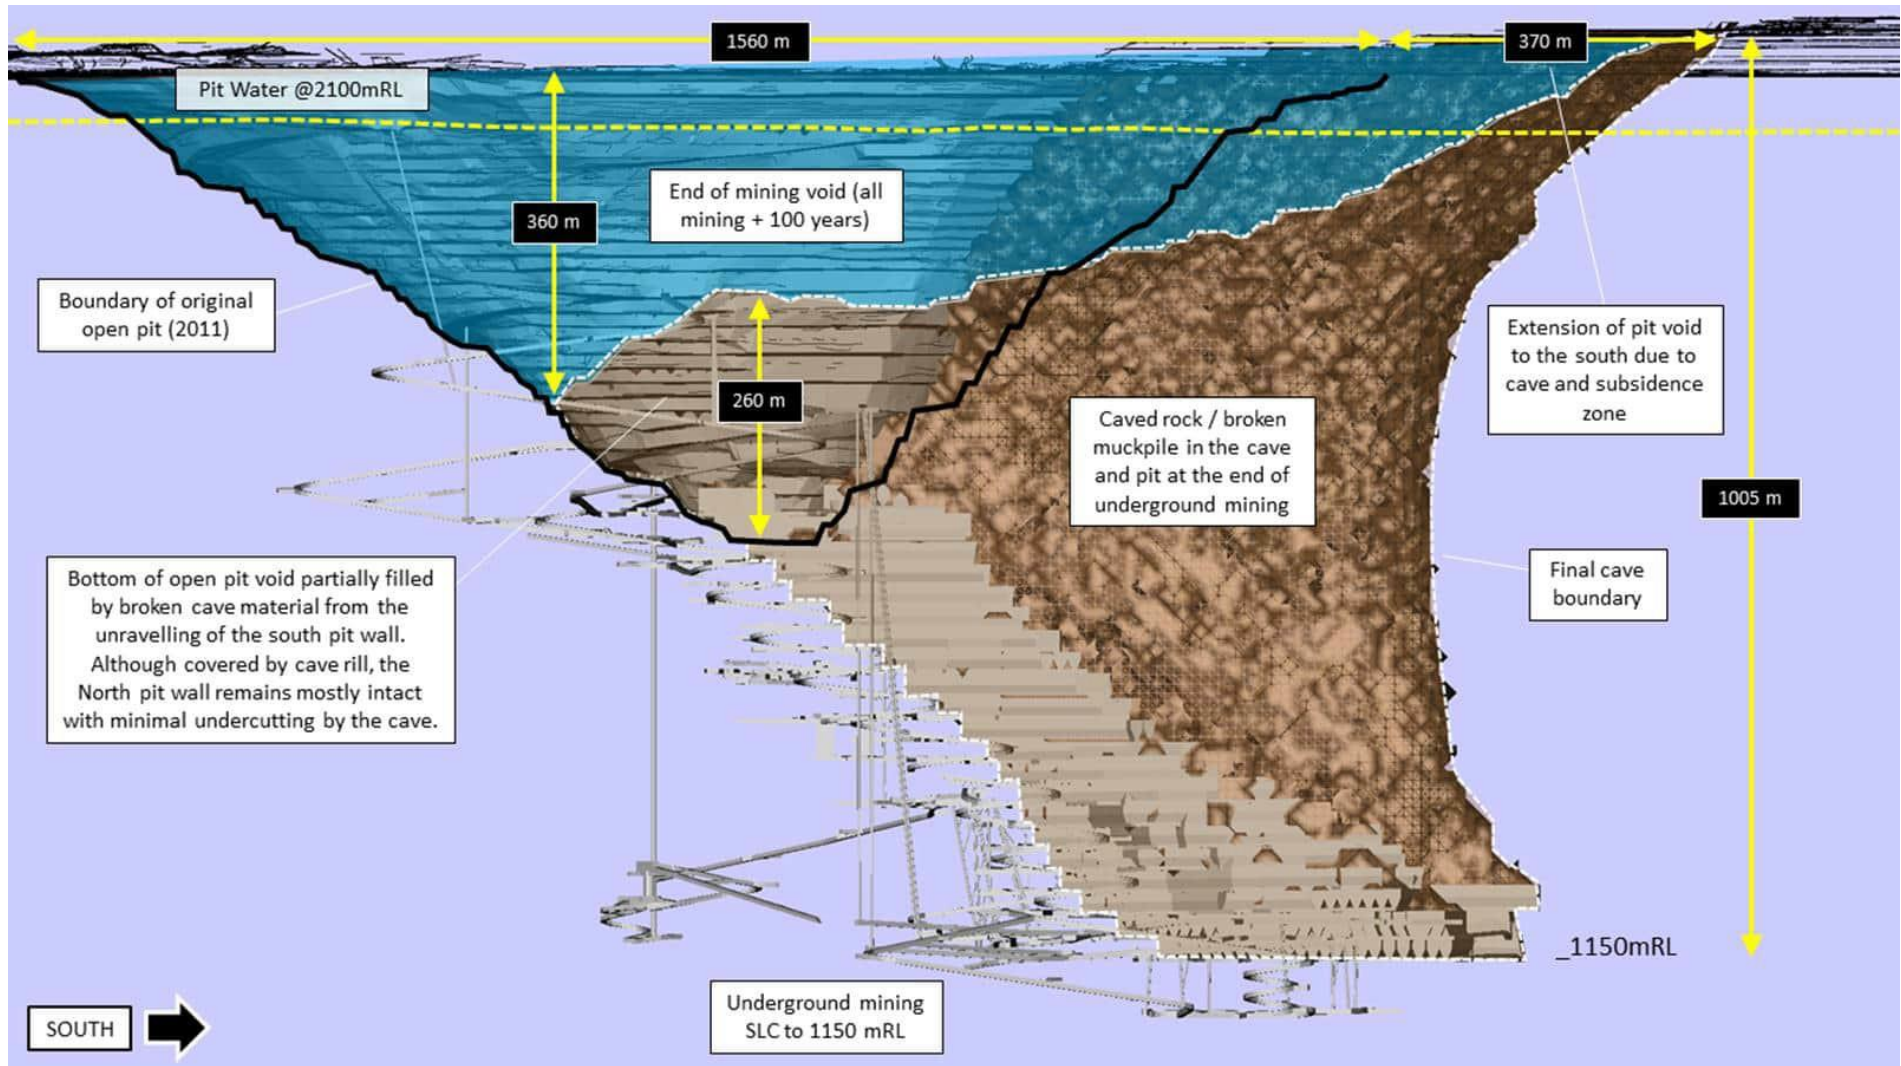 1560 m
370 m
Pit Water @2100mRL
End of mining void (all
mining + 100 years)
360 m
Boundary of original
open pit (2011)
Extension of pit void
to the south due to
cave and subsidence
zone
260 m
Caved rock / broken
muckpile in the cave
and pit at the end of
underground mining
1005 m
Bottom of open pit void partially filled
by broken cave material from the
unravelling of the south pit wall.
Although covered by cave rill, the
North pit wall remains mostly intact
with minimal undercutting by the cave.
Final cave
boundary
_1150mRL
Underground mining
SLC to 1150 mRL
SOUTH